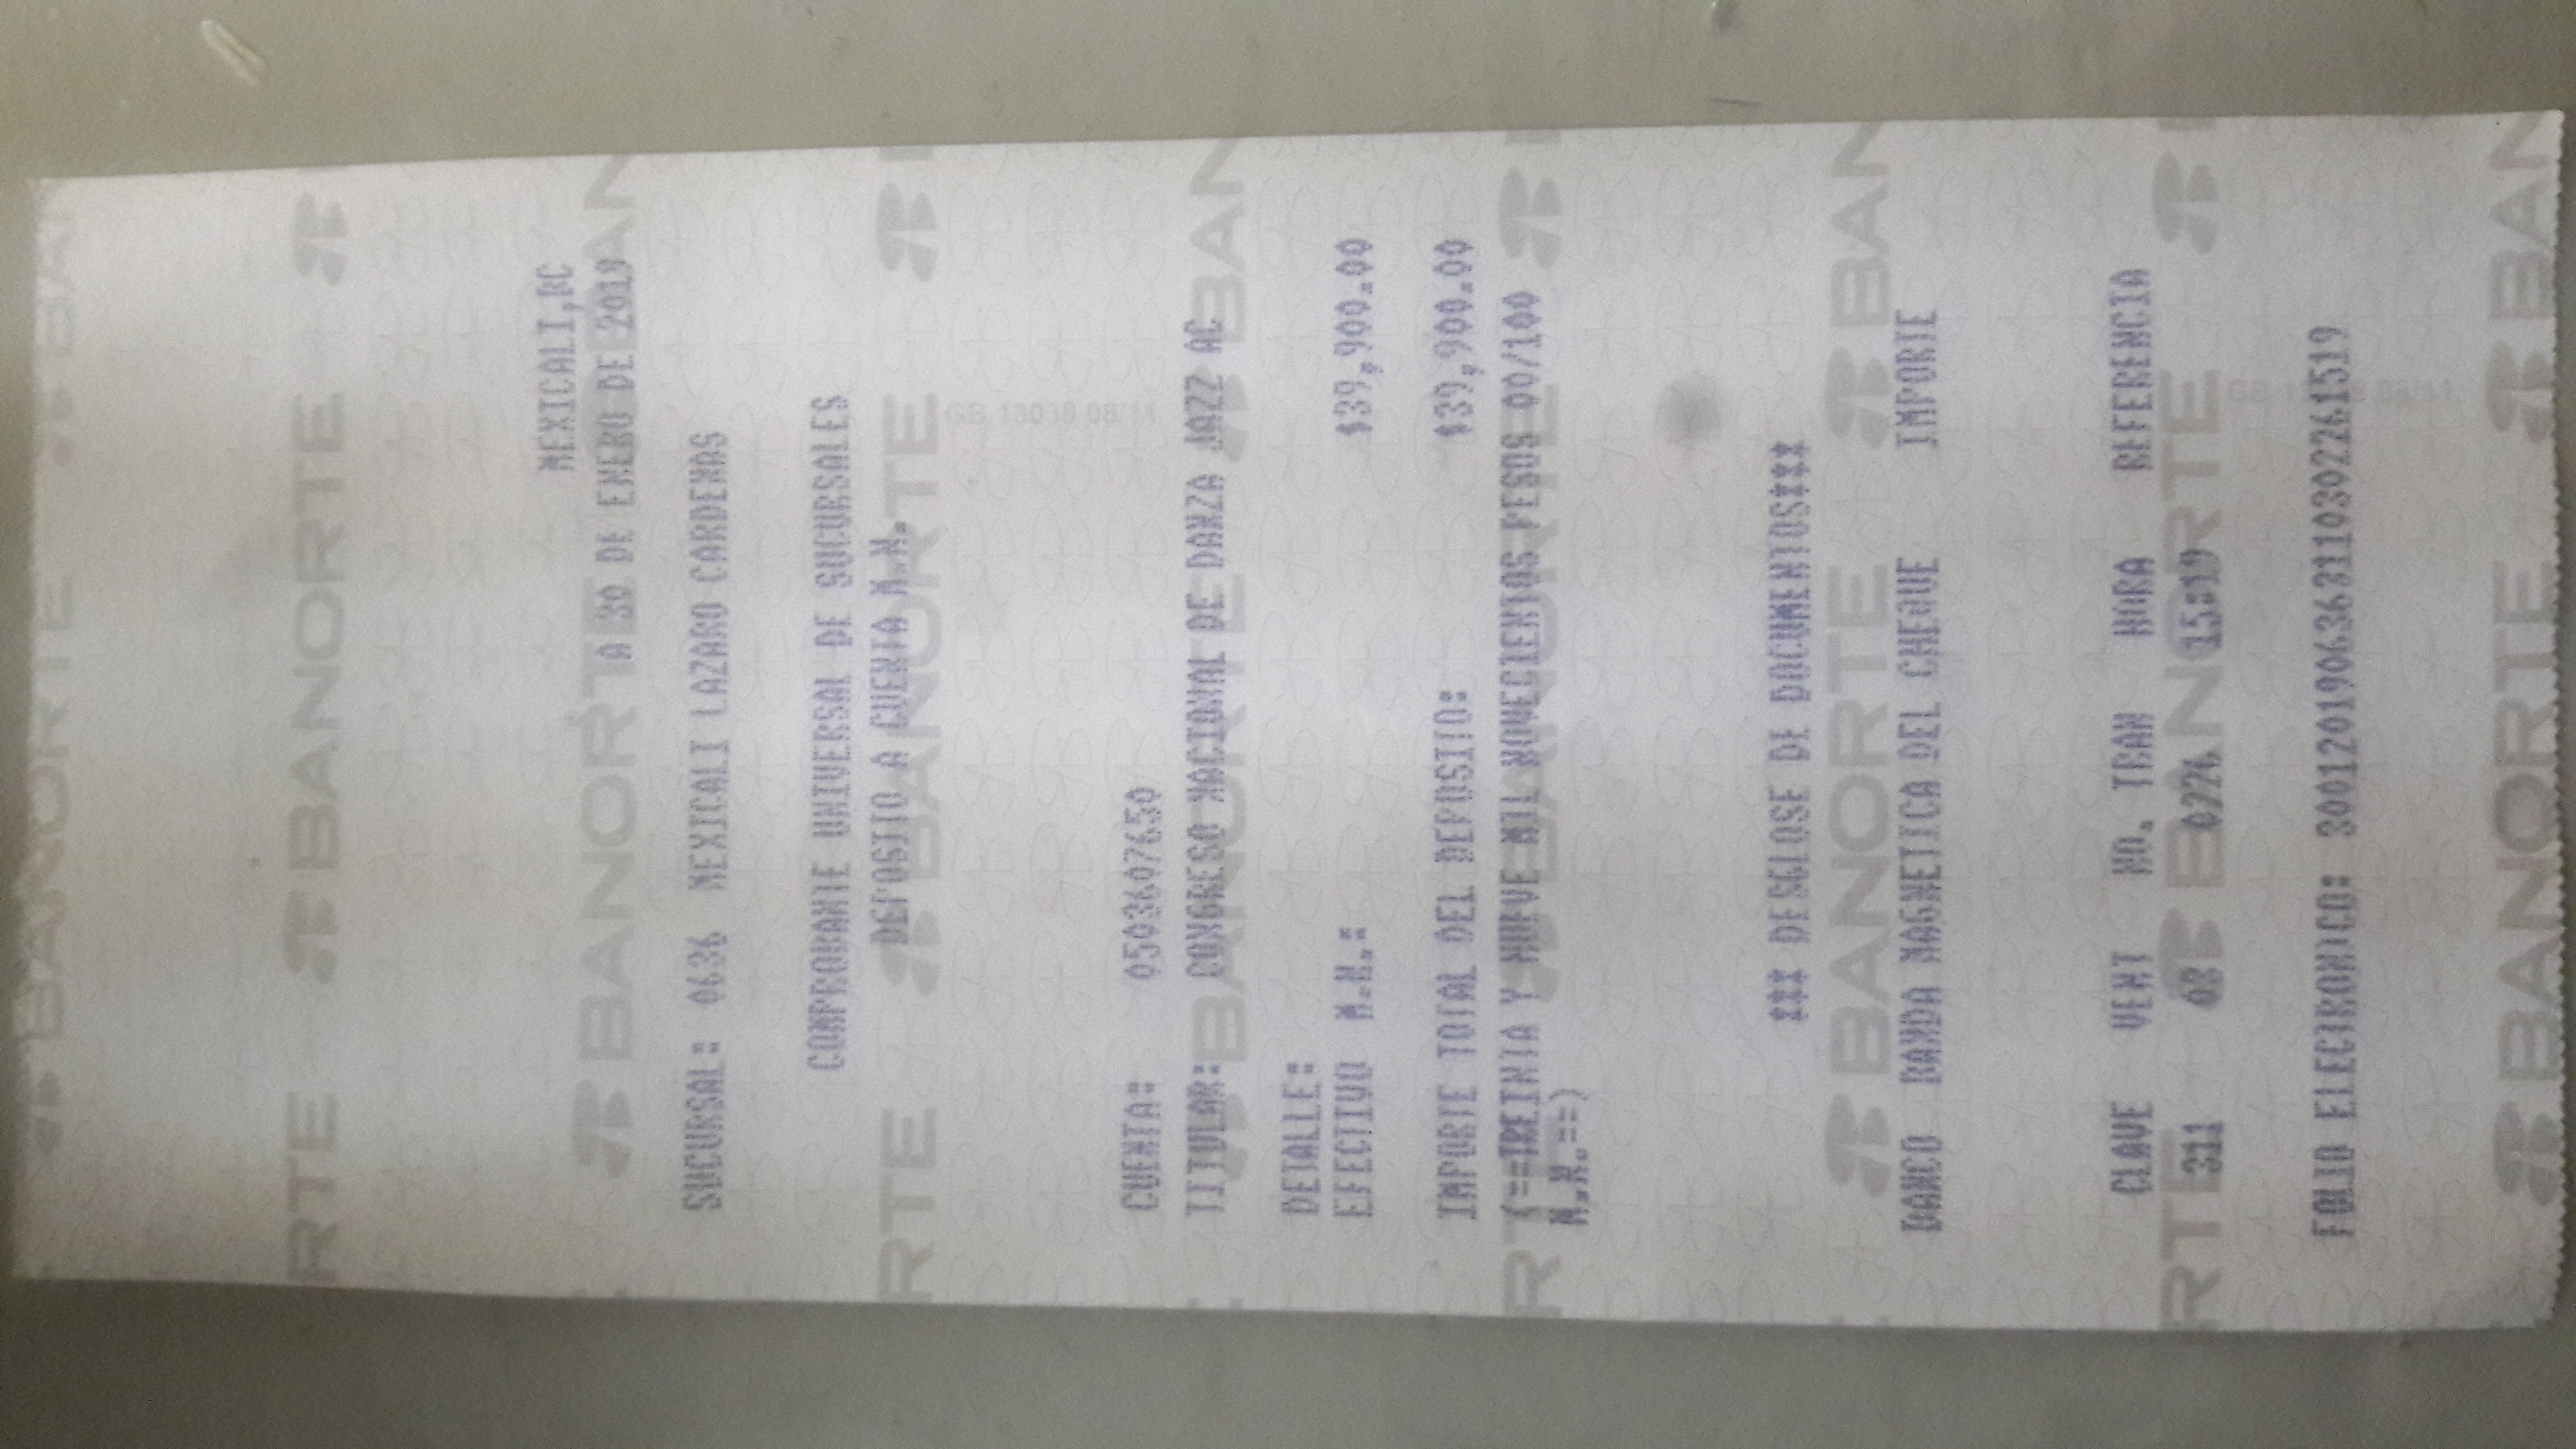 BANORTE
MEXICALI,BC
A 30 DE ENERO DE 2019
SUCURSAL: 0636 MEXICALI LAZARO CARDENAS
COMPROBANTE UNIVERSAL DE SUCURSALES
DEPOSITO A CUENTA M.N.
CUENTA: 0503607650
TITULAR: CONGRESO NACIONAL DE DANZA JAZZ AC
DETALLE:
EFECTIVO M.N.: $39,900.00
IMPORTE TOTAL DEL DEPOSITO: $39,900.00
(==TREINTA Y NUEVE MIL NOVECIENTOS PESOS 00/100
M.N.==)
*** DESGLOSE DE DOCUMENTOS***
BANCO BANDA MAGNETICA DEL CHEQUE IMPORTE
CLAVE VENT NO. TRAN HORA REFERENCIA
311 03 0226 15:19
FOLIO ELECTRONICO: 3001201906363110302261519
BANORTE